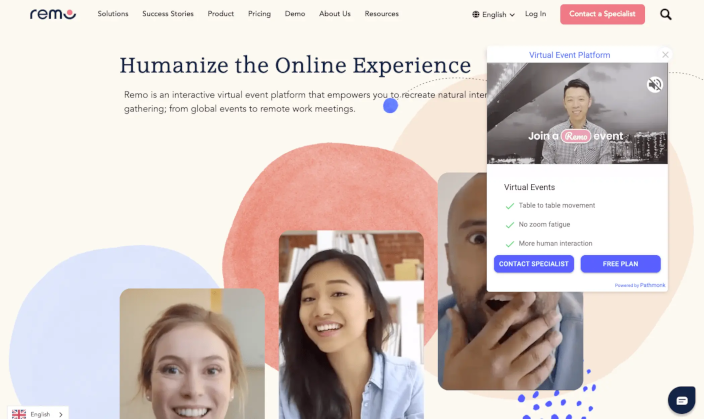 remo
Solutions Success Stories Product Pricing Demo About Us Resources
English Log In Contact a Specialist
Humanize the Online Experience
Remo is an interactive virtual event platform that empowers you to recreate natural
gathering; from global events to remote work meetings.
Virtual Event Platform
Join a Remo event
Virtual Events
Table to table movement
No zoom fatigue
More human interaction
CONTACT SPECIALIST FREE PLAN
Powered by Pathmonk
English